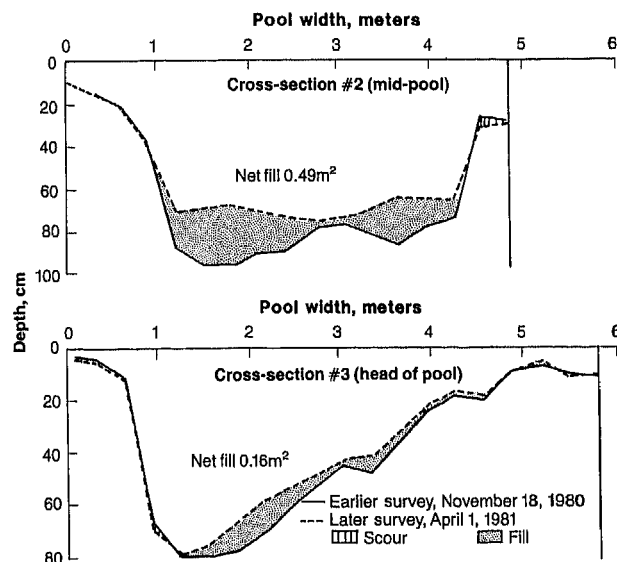 Pool width, meters
0 1 2 3 4 5 6
0
Cross-section #2 (mid-pool)
20
40
Net fill 0.49m²
60
80
100
Depth, cm
Pool width, meters
0 1 2 3 4 5 6
0
Cross-section #3 (head of pool)
20
40
Net fill 0.16m²
Earlier survey, November 18, 1980
60
Later survey, April 1, 1981
Scour Fill
80